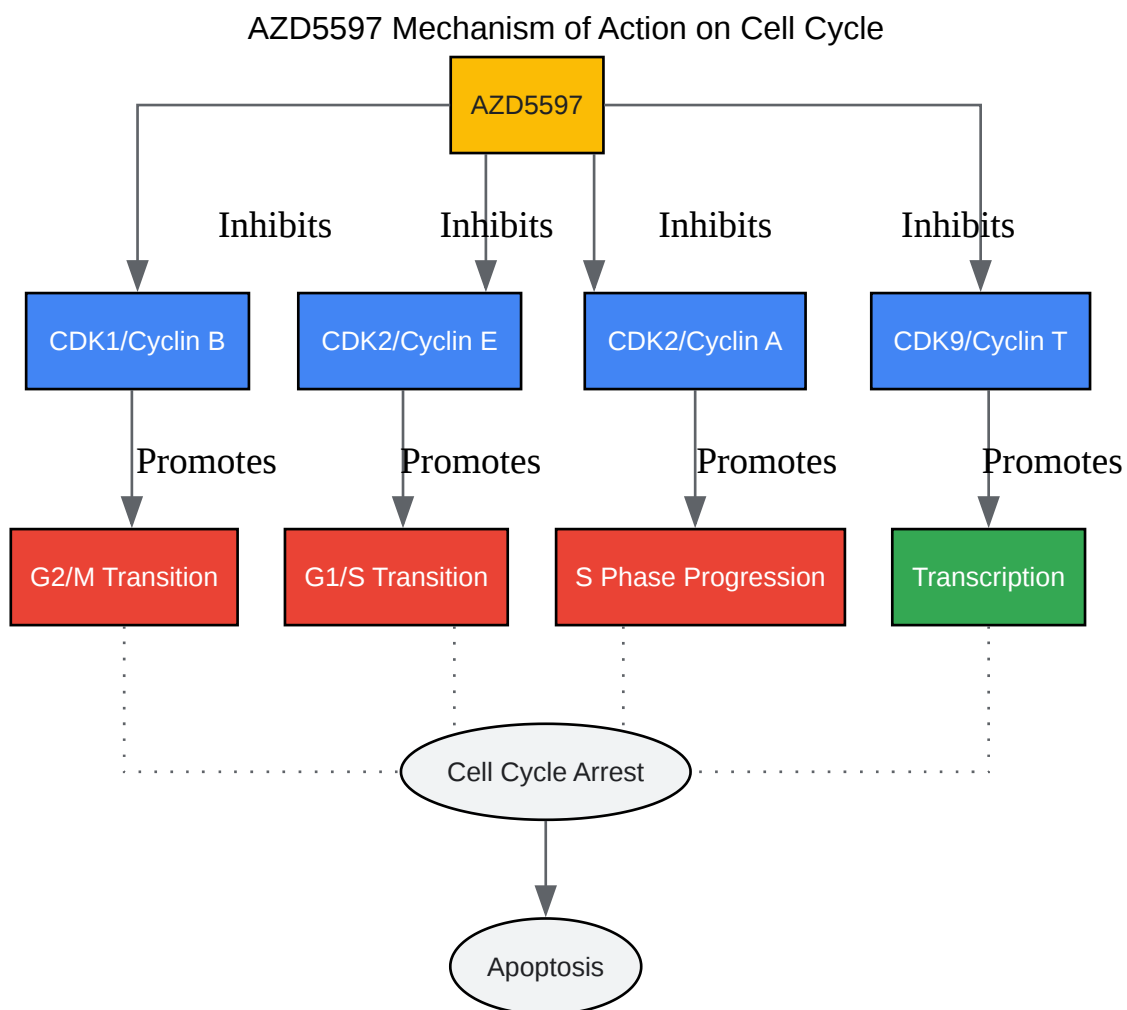 AZD5597 Mechanism of Action on Cell Cycle
AZD5597
Inhibits
Inhibits
Inhibits
Inhibits
CDK1/Cyclin B
CDK2/Cyclin E
CDK2/Cyclin A
CDK9/Cyclin T
Promotes
Promotes
Promotes
Promotes
G2/M Transition
G1/S Transition
S Phase Progression
Transcription
Cell Cycle Arrest
Apoptosis